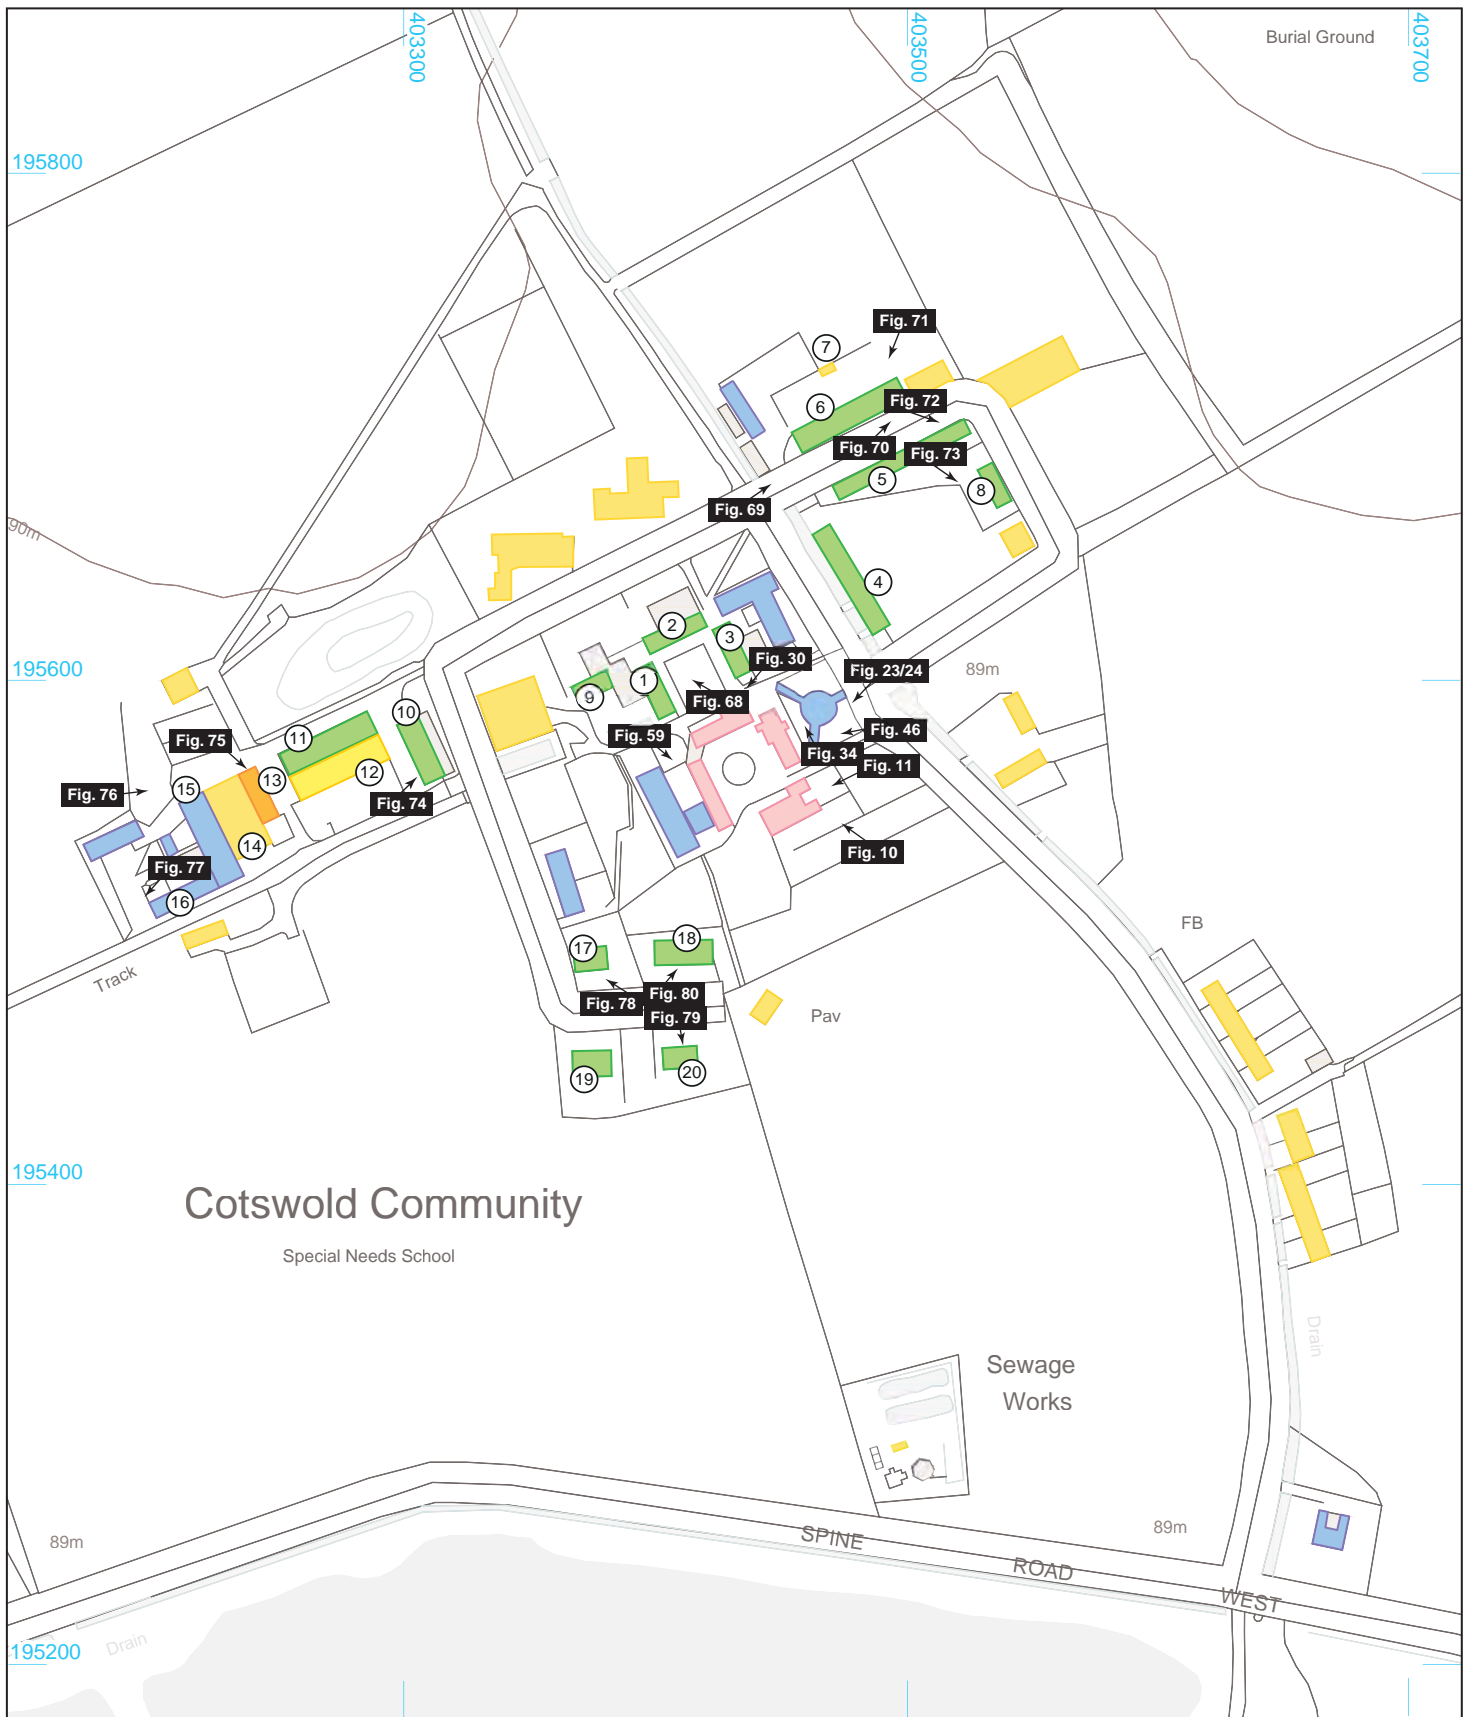 403300
403500
403700
Burial Ground
195800
Fig. 71
7
6
Fig. 72
Fig. 70
Fig. 73
5
8
Fig. 69
90m
4
2
3
Fig. 30
Fig. 23/24
89m
195600
1
9
Fig. 68
10
11
Fig. 75
Fig. 59
Fig. 46
Fig. 34
Fig. 11
13
12
Fig. 76
15
Fig. 74
14
Fig. 10
Fig. 77
16
FB
17
18
Track
Fig. 78
Fig. 80
Fig. 79
Pav
19
20
195400
Cotswold Community
Special Needs School
Drain
Sewage
Works
89m
SPINE
ROAD
WEST
89m
Drain
195200